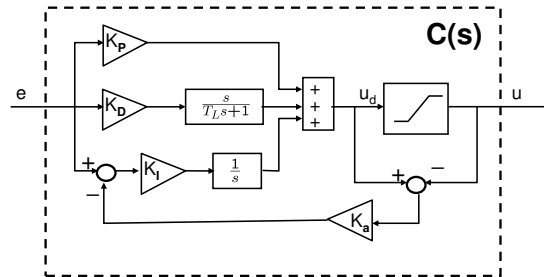 C(s)
K_P
e
K_D
s
T_L s+1
+
+
+
u_d
u
+
−
K_I
1
s
−
+
−
K_a